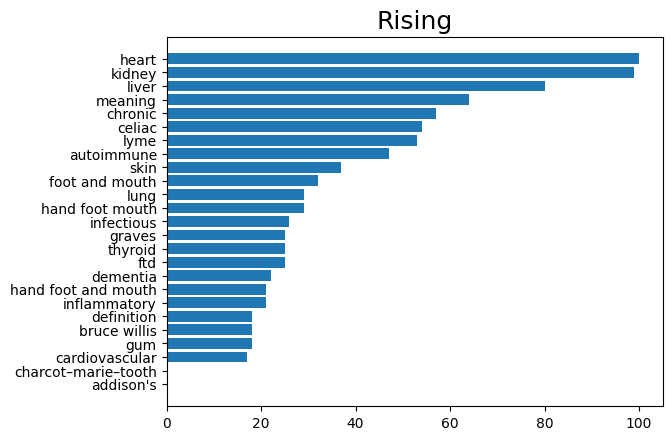 Rising
heart
kidney
liver
meaning
chronic
celiac
lyme
autoimmune
skin
foot and mouth
lung
hand foot mouth
infectious
graves
thyroid
ftd
dementia
hand foot and mouth
inflammatory
definition
bruce willis
gum
cardiovascular
charcot–marie–tooth
addison's
0 20 40 60 80 100